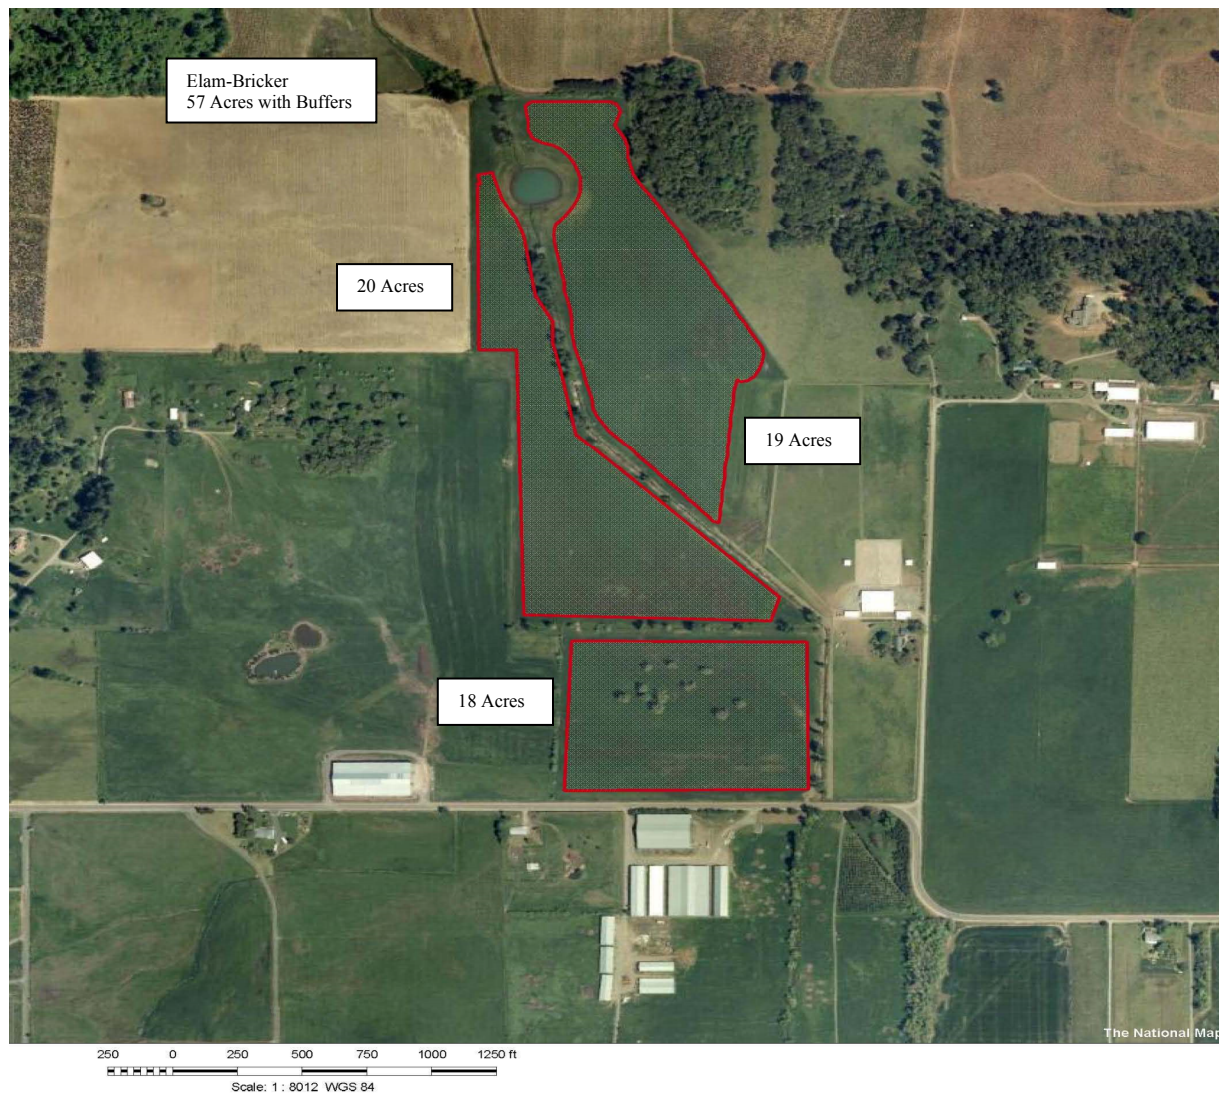 Elam-Bricker
57 Acres with Buffers
20 Acres
19 Acres
18 Acres
The National Map
250 0 250 500 750 1000 1250 ft
Scale: 1 : 8012 WGS 84